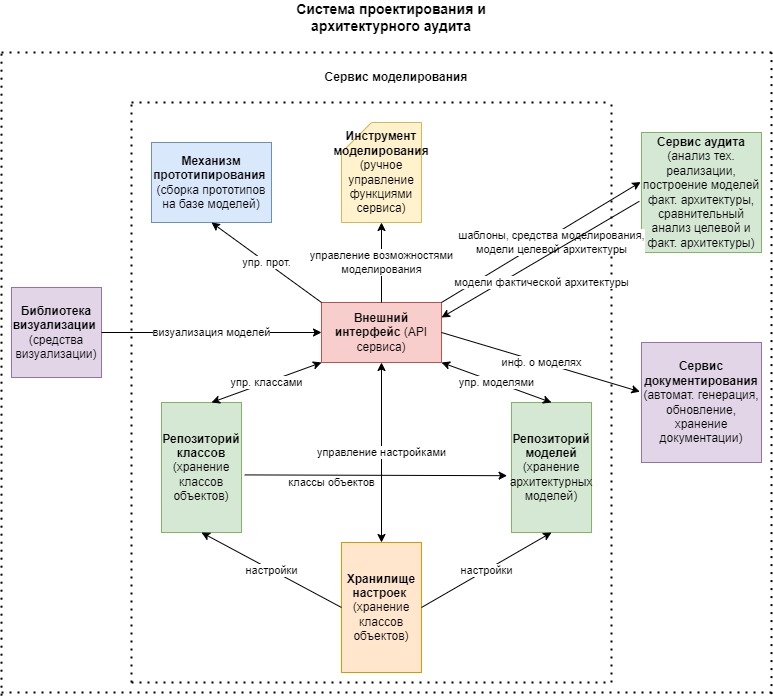 Система проектирования и
архитектурного аудита
Сервис моделирования
Механизм
прототипирования
(сборка прототипов
на базе моделей)
Инструмент
моделирования
(ручное
управление
функциями
сервиса)
Сервис аудита
(анализ тех.
реализации,
построение моделей
факт. архитектуры,
сравнительный
анализ целевой и
факт. архитектуры)
шаблоны, средства моделирования,
модели целевой архитектуры
упр. прот.
управление возможностями
моделирования
модели фактической архитектуры
Библиотека
визуализации
(средства
визуализации)
визуализация моделей
Внешний
интерфейс (API
сервиса)
инф. о моделях
Сервис
документирования
(автомат. генерация,
обновление,
хранение
документации)
упр. классами
упр. моделями
Репозиторий
классов
(хранение
классов
объектов)
управление настройками
классы объектов
Репозиторий
моделей
(хранение
архитектурных
моделей)
настройки
настройки
Хранилище
настроек
(хранение
классов
объектов)